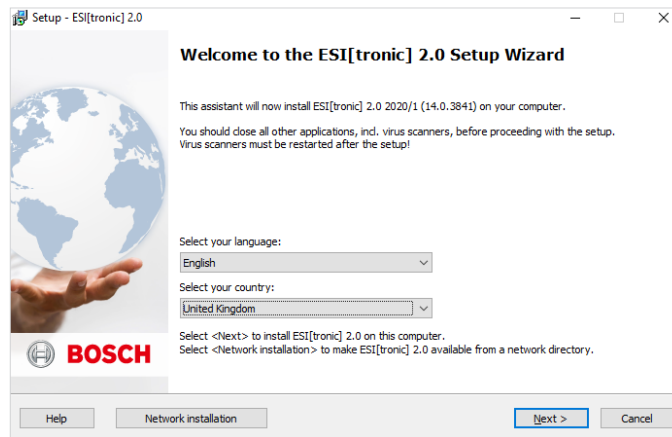 Setup - ESI[tronic] 2.0
Welcome to the ESI[tronic] 2.0 Setup Wizard
This assistant will now install ESI[tronic] 2.0 2020/1 (14.0.3841) on your computer.
You should close all other applications, incl. virus scanners, before proceeding with the setup.
Virus scanners must be restarted after the setup!
Select your language:
English
Select your country:
United Kingdom
Select <Next> to install ESI[tronic] 2.0 on this computer.
Select <Network installation> to make ESI[tronic] 2.0 available from a network directory.
BOSCH
Help
Network installation
Next >
Cancel